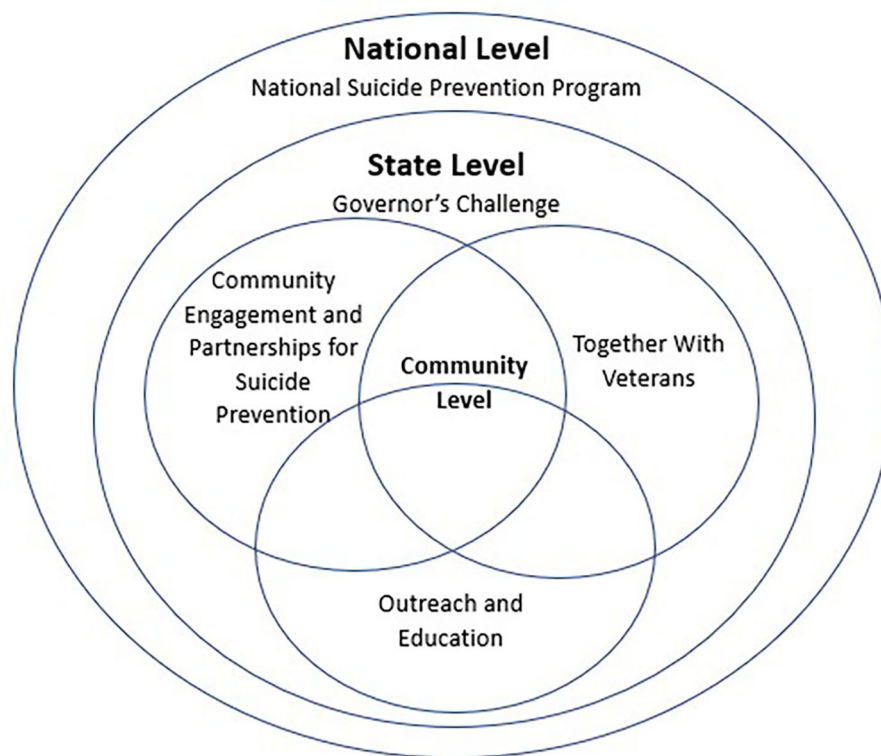 National Level
National Suicide Prevention Program
State Level
Governor's Challenge
Community
Engagement and
Partnerships for
Suicide
Prevention
Community
Level
Together With
Veterans
Outreach and
Education